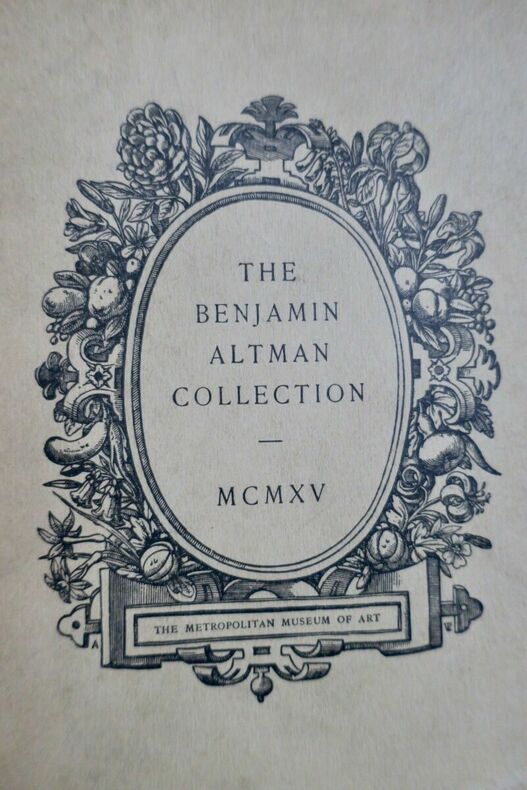 THE
BENJAMIN
ALTMAN
COLLECTION
—
MCMXV
THE METROPOLITAN MUSEUM OF ART